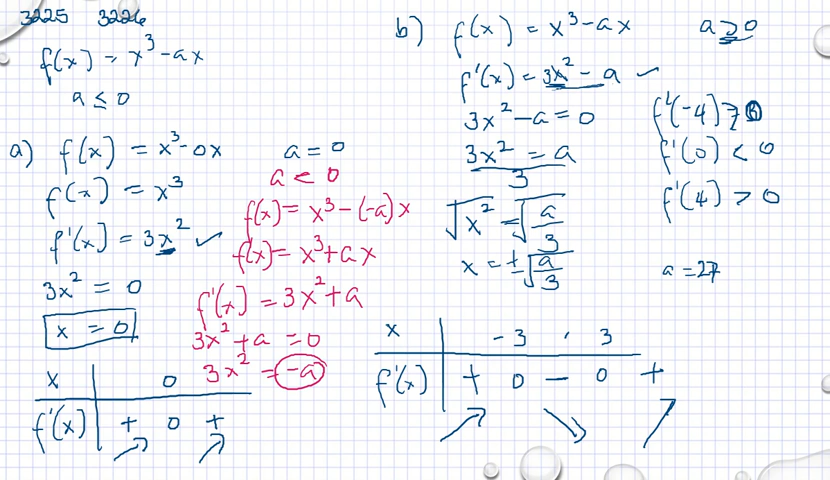 3225 3226
f(x) = x³-ax
a ≤ 0
a) f(x) = x³-0x a = 0
f(x) = x³
f'(x) = 3x² ✓
3x² = 0
x = 0
x | 0
f'(x) | + 0 +
a < 0
f(x) = x³-(-a)x
f(x) = x³+ax
f'(x) = 3x²+a
3x²+a = 0
3x² = -a
b) f(x) = x³-ax a ≥ 0
f'(x) = 3x²-a ✓
3x²-a = 0
3x² = a
3
√x² = √a/3
x = ±√a/3
f'(-4) > 0
f'(0) < 0
f'(4) > 0
a = 27
x | -3 , 3
f'(x) | + 0 - 0 +